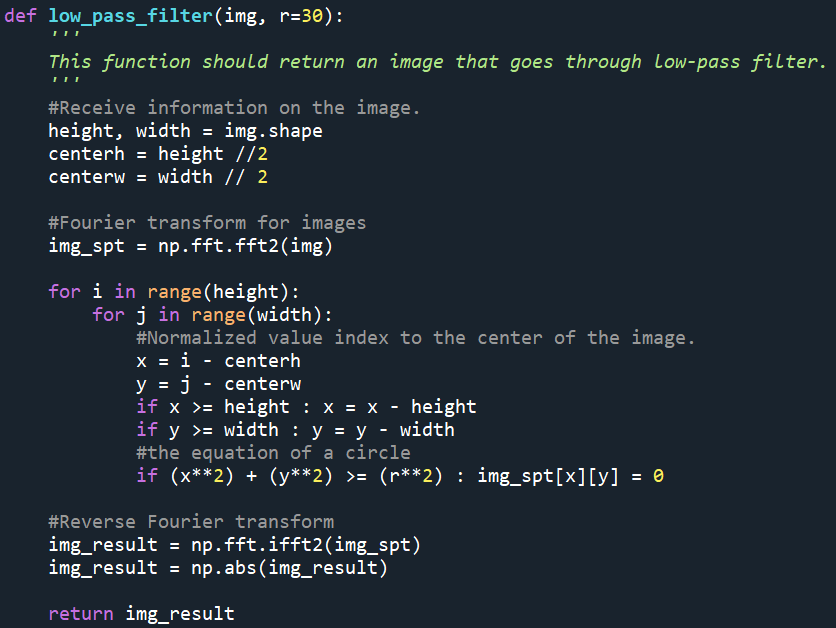 def low_pass_filter(img, r=30):
    '''
    This function should return an image that goes through low-pass filter.
    '''
    #Receive information on the image.
    height, width = img.shape
    centerh = height //2
    centerw = width // 2

    #Fourier transform for images
    img_spt = np.fft.fft2(img)

    for i in range(height):
        for j in range(width):
            #Normalized value index to the center of the image.
            x = i - centerh
            y = j - centerw
            if x >= height : x = x - height
            if y >= width : y = y - width
            #the equation of a circle
            if (x**2) + (y**2) >= (r**2) : img_spt[x][y] = 0

    #Reverse Fourier transform
    img_result = np.fft.ifft2(img_spt)
    img_result = np.abs(img_result)

    return img_result